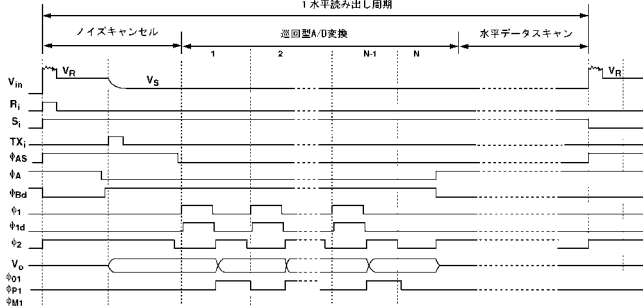 1水平読み出し周期
ノイズキャンセル 巡回型A/D変換 水平データスキャン
1 2 N-1 N
Vin VR VS VR
Ri
Si
TXi
φAS
φA
φBd
φ1
φ1d
φ2
Vo
φ01
φP1
φM1